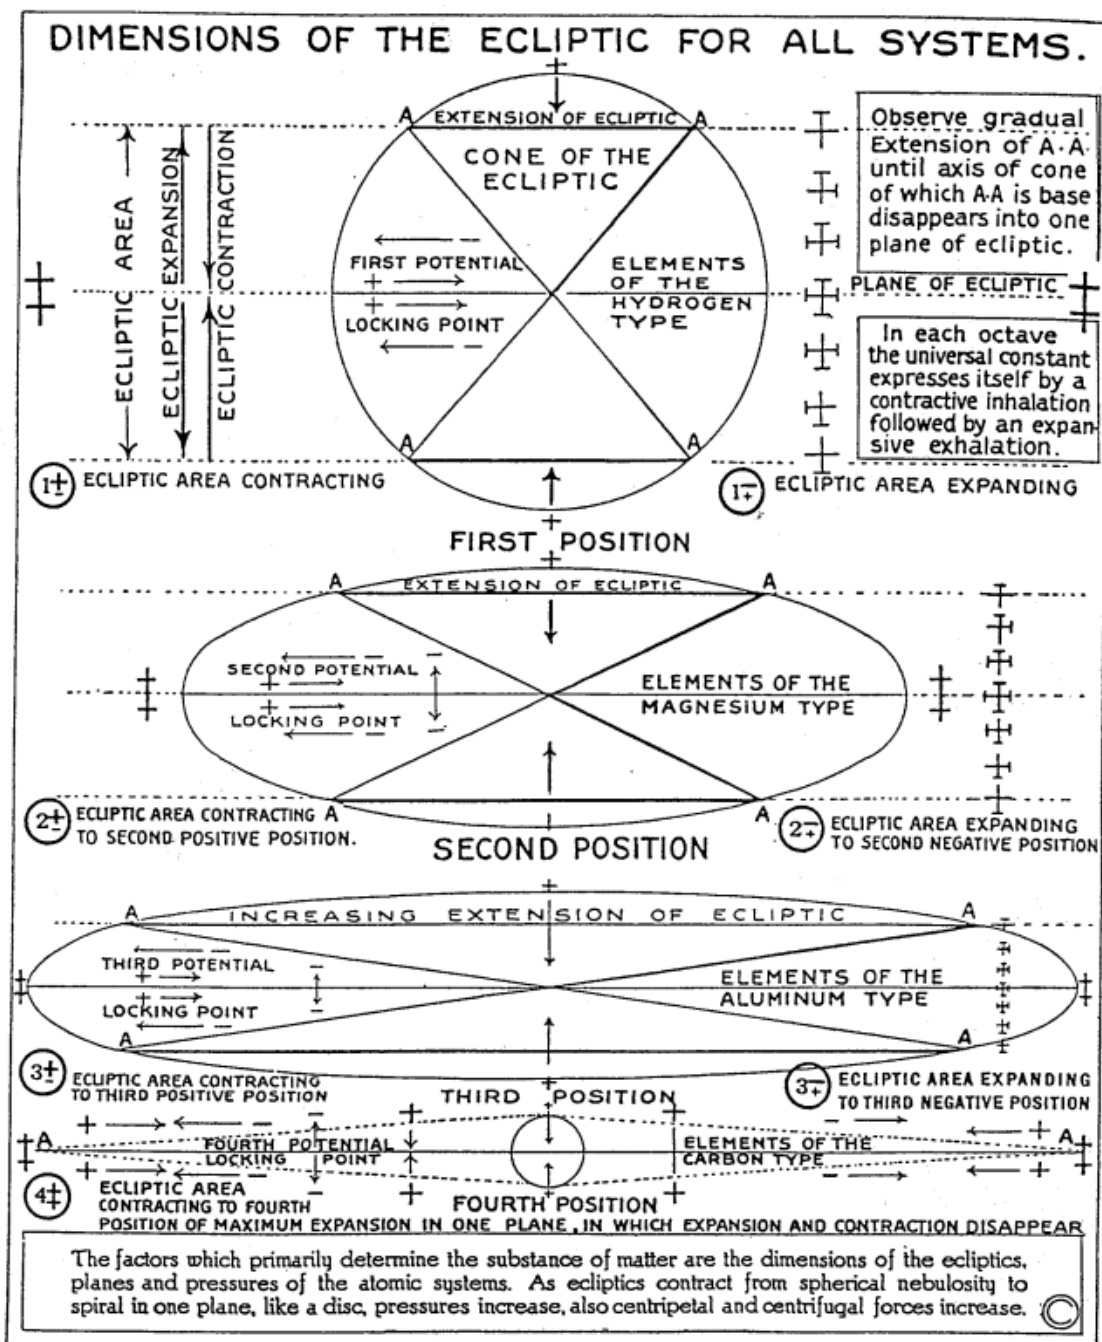 DIMENSIONS OF THE ECLIPTIC FOR ALL SYSTEMS.
A EXTENSION OF ECLIPTIC A
CONE OF THE
ECLIPTIC
ECLIPTIC AREA
ECLIPTIC EXPANSION
ECLIPTIC CONTRACTION
FIRST POTENTIAL
LOCKING POINT
ELEMENTS
OF THE
HYDROGEN
TYPE
Observe gradual
Extension of A·A·
until axis of cone
of which A·A is base
disappears into one
plane of ecliptic.
PLANE OF ECLIPTIC
In each octave
the universal constant
expresses itself by a
contractive inhalation
followed by an expan-
sive exhalation.
A A
1± ECLIPTIC AREA CONTRACTING
1∓ ECLIPTIC AREA EXPANDING
FIRST POSITION
A EXTENSION OF ECLIPTIC A
SECOND POTENTIAL
LOCKING POINT
ELEMENTS OF THE
MAGNESIUM TYPE
A A
2± ECLIPTIC AREA CONTRACTING
TO SECOND POSITIVE POSITION.
2∓ ECLIPTIC AREA EXPANDING
TO SECOND NEGATIVE POSITION
SECOND POSITION
A INCREASING EXTENSION OF ECLIPTIC A
THIRD POTENTIAL
LOCKING POINT
ELEMENTS OF THE
ALUMINUM TYPE
A A
3± ECLIPTIC AREA CONTRACTING
TO THIRD POSITIVE POSITION
3∓ ECLIPTIC AREA EXPANDING
TO THIRD NEGATIVE POSITION
THIRD POSITION
A A
FOURTH POTENTIAL
LOCKING POINT
ELEMENTS OF THE
CARBON TYPE
4‡ ECLIPTIC AREA
CONTRACTING TO FOURTH
POSITION OF MAXIMUM EXPANSION IN ONE PLANE, IN WHICH EXPANSION AND CONTRACTION DISAPPEAR
FOURTH POSITION
The factors which primarily determine the substance of matter are the dimensions of the ecliptics,
planes and pressures of the atomic systems. As ecliptics contract from spherical nebulosity to
spiral in one plane, like a disc, pressures increase, also centripetal and centrifugal forces increase. ©